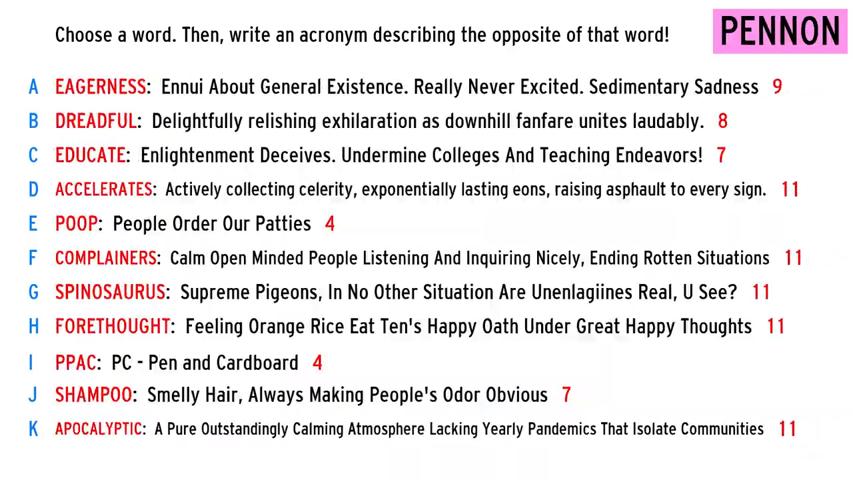 Choose a word. Then, write an acronym describing the opposite of that word!
PENNON
A EAGERNESS: Ennui About General Existence. Really Never Excited. Sedimentary Sadness 9
B DREADFUL: Delightfully relishing exhilaration as downhill fanfare unites laudably. 8
C EDUCATE: Enlightenment Deceives. Undermine Colleges And Teaching Endeavors! 7
D ACCELERATES: Actively collecting celerity, exponentially lasting eons, raising asphault to every sign. 11
E POOP: People Order Our Patties 4
F COMPLAINERS: Calm Open Minded People Listening And Inquiring Nicely, Ending Rotten Situations 11
G SPINOSAURUS: Supreme Pigeons, In No Other Situation Are Unenlagiines Real, U See? 11
H FORETHOUGHT: Feeling Orange Rice Eat Ten's Happy Oath Under Great Happy Thoughts 11
I PPAC: PC - Pen and Cardboard 4
J SHAMPOO: Smelly Hair, Always Making People's Odor Obvious 7
K APOCALYPTIC: A Pure Outstandingly Calming Atmosphere Lacking Yearly Pandemics That Isolate Communities 11